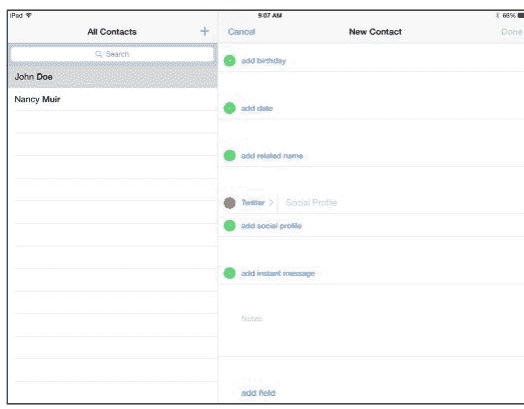 iPad 9:07 AM 66%
All Contacts + Cancel New Contact Done
Search
John Doe
Nancy Muir
add birthday
add date
add related name
Twitter > Social Profile
add social profile
add instant message
Notes
add field